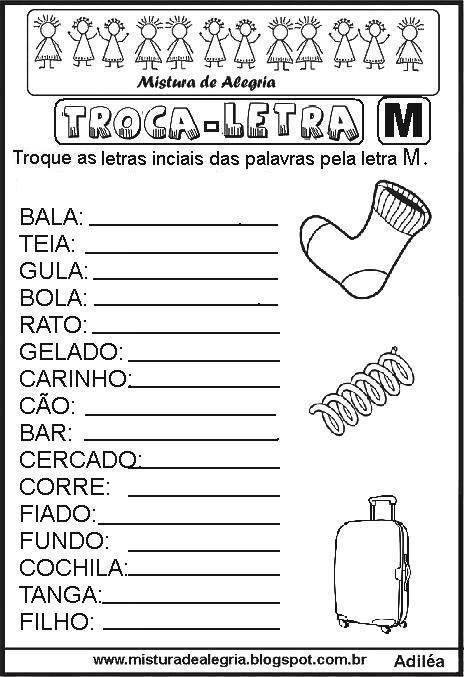 Mistura de Alegria
TROCA-LETRA M
Troque as letras inciais das palavras pela letra M.
BALA:
TEIA:
GULA:
BOLA:
RATO:
GELADO:
CARINHO:
CÃO:
BAR:
CERCADO:
CORRE:
FIADO:
FUNDO:
COCHILA:
TANGA:
FILHO:
www.misturadealegria.blogspot.com.br Adiléa